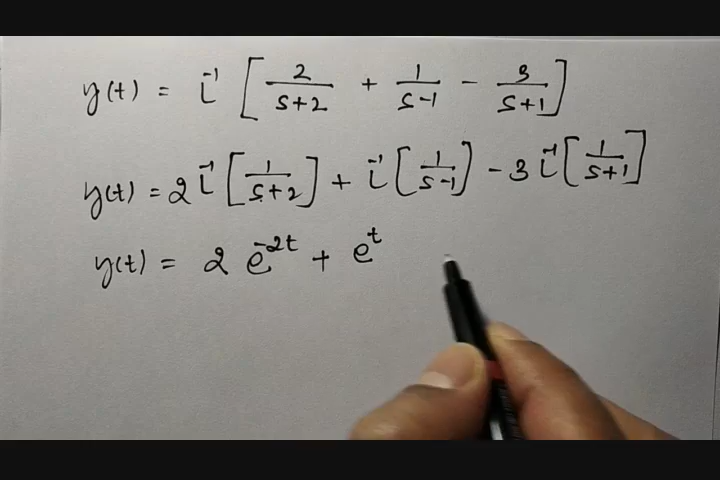 y(t) = L⁻¹ [ 2/(s+2) + 1/(s-1) - 3/(s+1) ]
y(t) = 2 L⁻¹ [ 1/(s+2) ] + L⁻¹ [ 1/(s-1) ] - 3 L⁻¹ [ 1/(s+1) ]
y(t) = 2 e^{-2t} + e^t